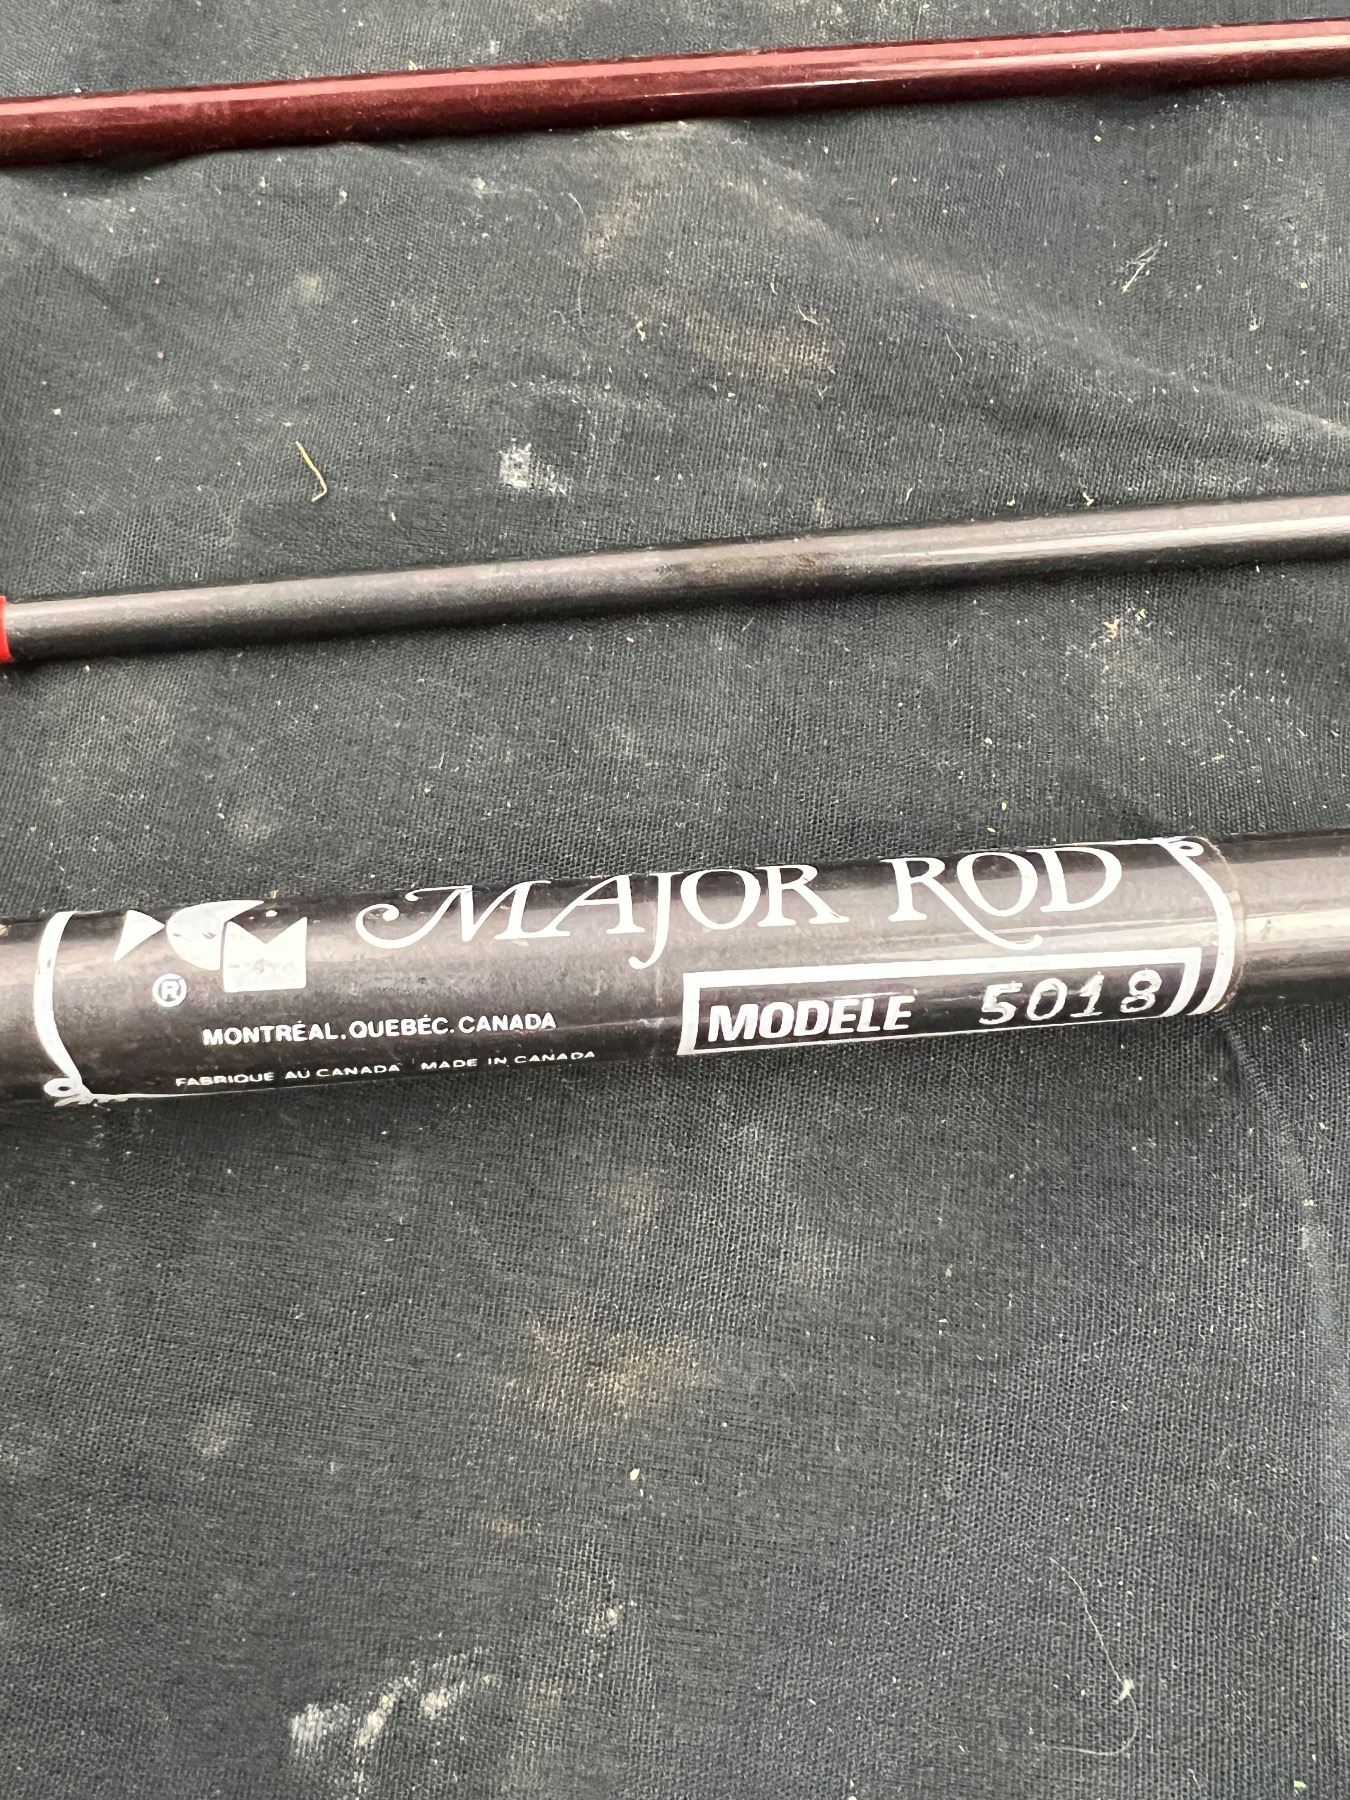 MAJOR ROD
®
MODELE 5018
MONTRÉAL. QUEBÉC. CANADA
FABRIQUE AU CANADA MADE IN CANADA